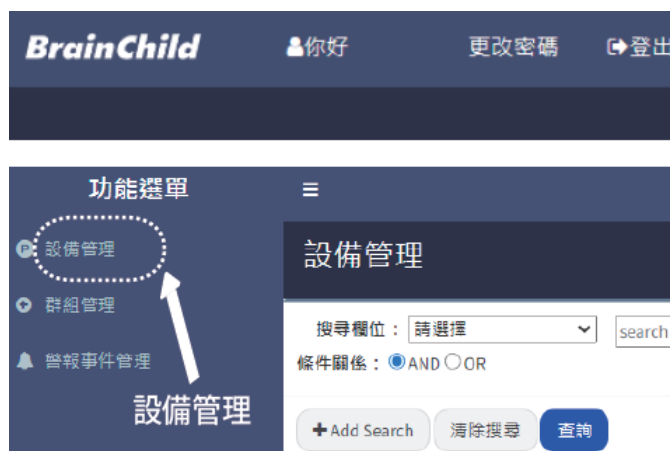 BrainChild 你好 更改密碼 登出
功能選單
設備管理
群組管理
警報事件管理
設備管理
設備管理
搜尋欄位： 請選擇 search
條件關係： AND OR
Add Search 清除搜尋 查詢